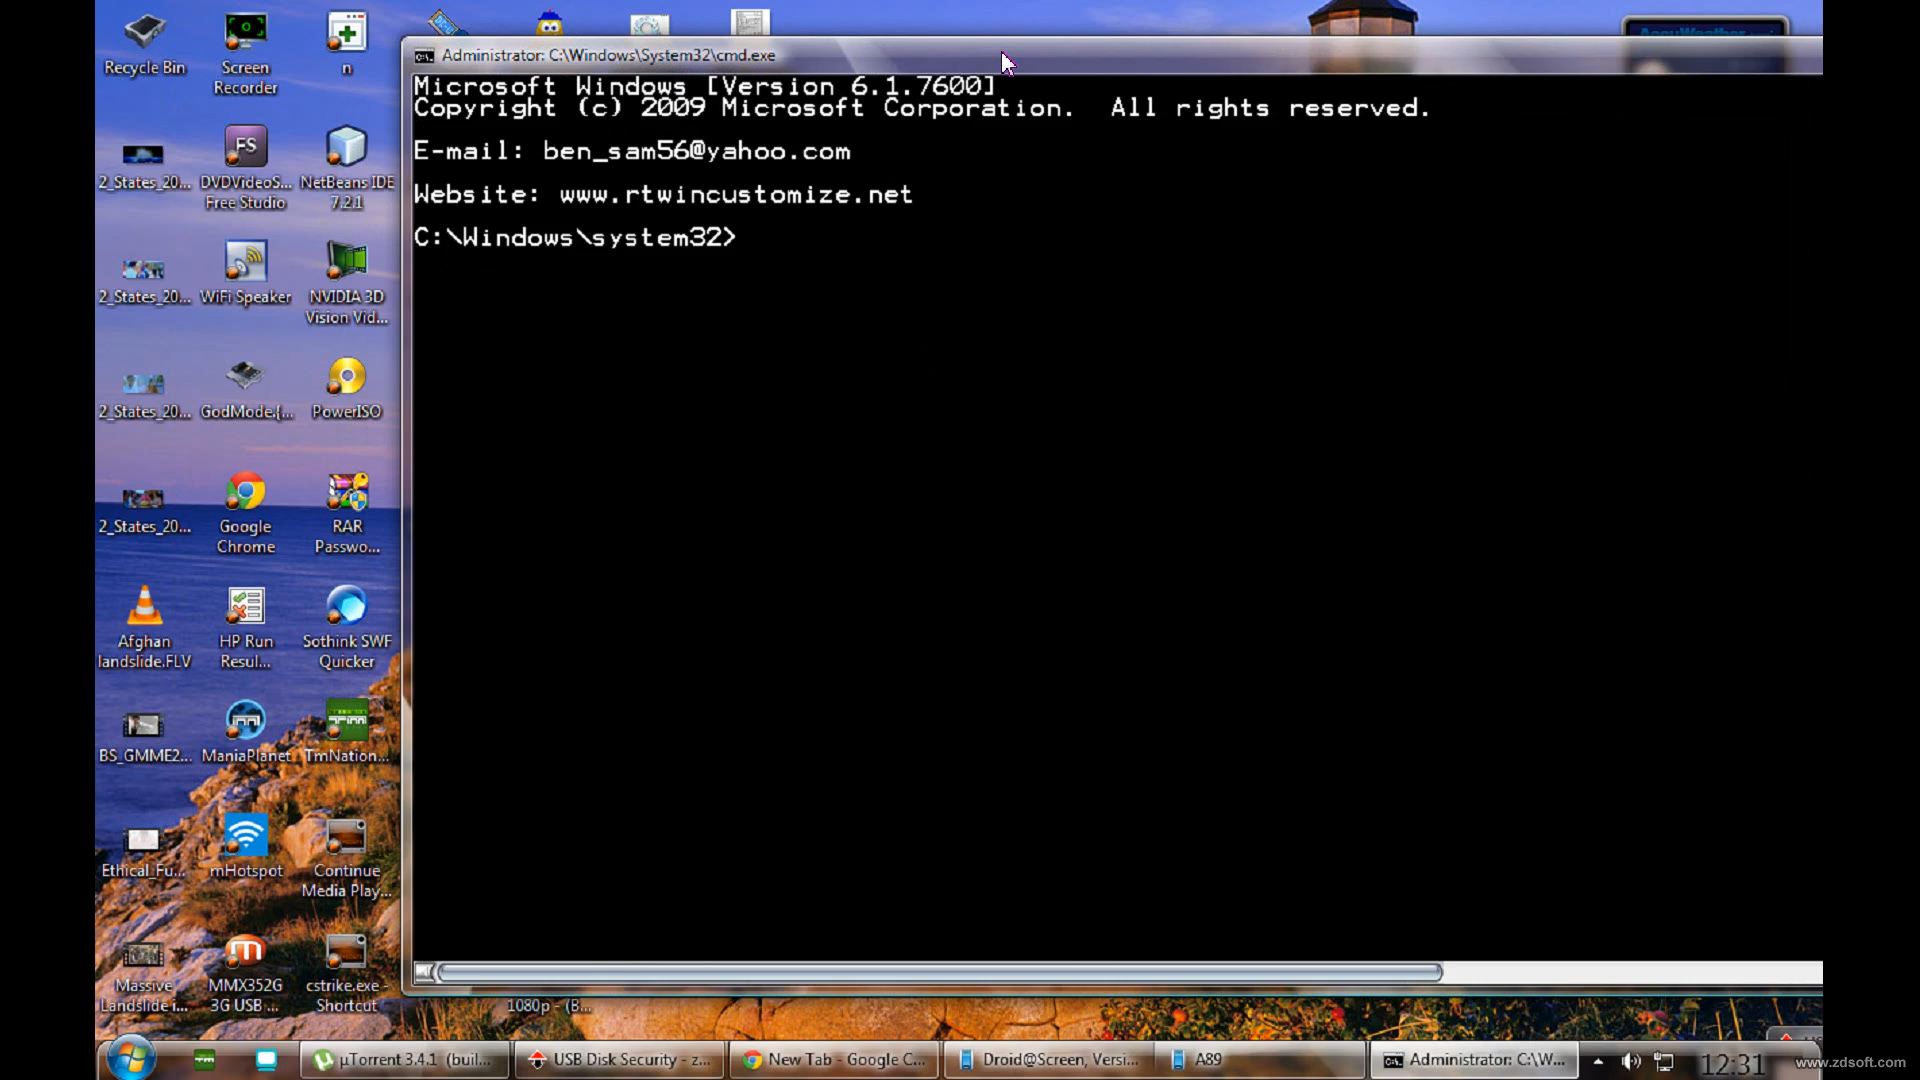 Recycle Bin
Screen
Recorder
n
2_States_20...
DVDVideoS...
Free Studio
NetBeans IDE
7.2.1
2_States_20...
WiFi Speaker
NVIDIA 3D
Vision Vid...
2_States_20...
GodMode.{...
PowerISO
2_States_20...
Google
Chrome
RAR
Passwo...
Afghan
landslide.FLV
HP Run
Resul...
Sothink SWF
Quicker
BS_GMME2...
ManiaPlanet
TmNation...
Ethical_Fu...
mHotspot
Continue
Media Play...
Massive
Landslide i...
MMX352G
3G USB ...
cstrike.exe -
Shortcut
1080p - (B...
FS
AccuWeather
Administrator: C:\Windows\System32\cmd.exe
Microsoft Windows [Version 6.1.7600]
Copyright (c) 2009 Microsoft Corporation.  All rights reserved.
E-mail: ben_sam56@yahoo.com
Website: www.rtwincustomize.net
C:\Windows\system32>
µTorrent 3.4.1 (buil...
USB Disk Security - z...
New Tab - Google C...
Droid@Screen, Versi...
A89
Administrator: C:\W...
12:31
www.zdsoft.com